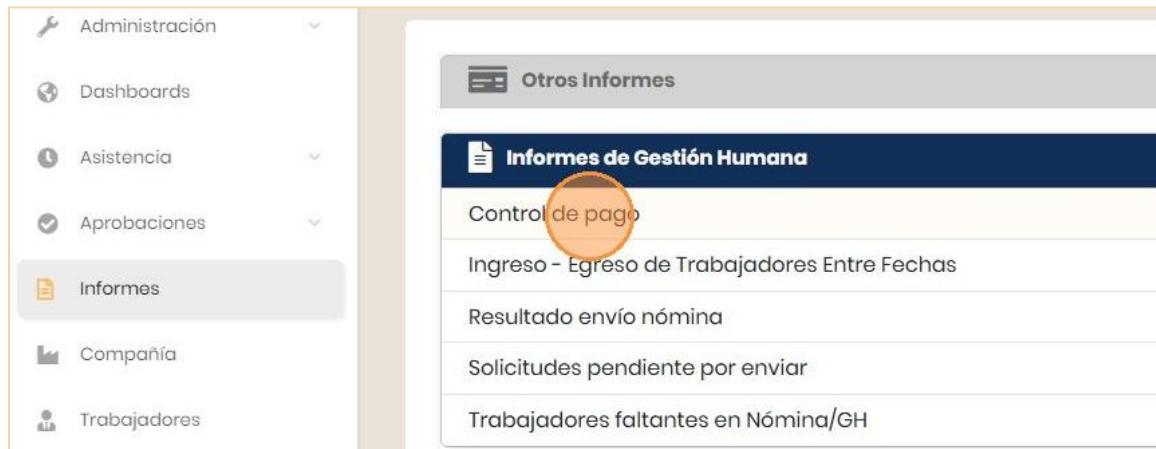 Administración
Dashboards
Asistencia
Aprobaciones
Informes
Compañía
Trabajadores
Otros Informes
Informes de Gestión Humana
Control de pago
Ingreso - Egreso de Trabajadores Entre Fechas
Resultado envío nómina
Solicitudes pendiente por enviar
Trabajadores faltantes en Nómina/GH